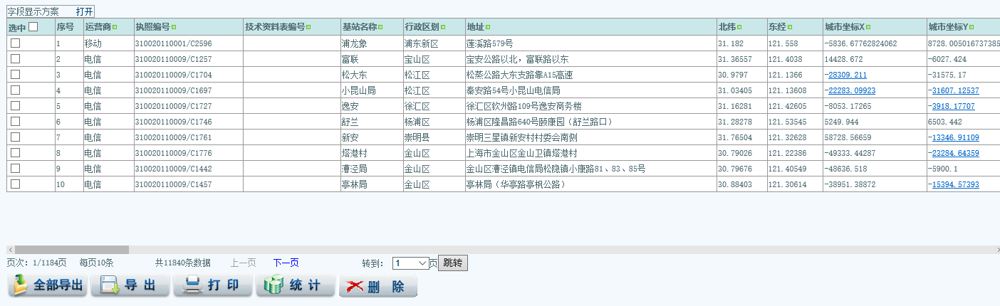 字段显示方案 打开
选中 序号 运营商 执照编号 技术资料表编号 基站名称 行政区划 地址 北纬 东经 城市坐标X 城市坐标Y
1 移动 310020110001/C2596 浦龙象 浦东新区 莲溪路579号 31.182 121.558 -5836.67762824062 8728.005016737385
2 电信 310020110009/C1257 富联 宝山区 宝安公路以北，富联路以东 31.36557 121.4038 14428.672 -6027.424
3 电信 310020110009/C1704 松大东 松江区 松蒸公路大东支路靠A15高速 30.9797 121.1366 -28309.211 -31575.17
4 电信 310020110009/C1697 小昆山局 松江区 泰安路54号小昆山电信局 31.03405 121.13608 -22283.09923 -31607.12537
5 电信 310020110009/C1727 逸安 徐汇区 徐汇区钦州路109号逸安商务楼 31.16281 121.42605 -8053.17265 -3918.17707
6 电信 310020110009/C1746 舒兰 杨浦区 杨浦区隆昌路640号颐康园（舒兰路口） 31.28278 121.53545 5249.944 6503.442
7 电信 310020110009/C1761 新安 崇明县 崇明三星镇新安村村委会南侧 31.76504 121.32628 58728.56659 -13346.91109
8 电信 310020110009/C1776 塔港村 金山区 上海市金山区金山卫镇塔港村 30.79026 121.22386 -49333.44287 -23284.64359
9 电信 310020110009/C1442 漕泾局 金山区 金山区漕泾镇电信局松隐镇小康路81、83、85号 30.79676 121.40549 -48636.518 -5900.1
10 电信 310020110009/C1457 亭林局 金山区 亭林局（华亭路亭枫公路） 30.88403 121.30614 -38951.38872 -15394.57393
页次：1/1184页 每页10条 共11840条数据 上一页 下一页 转到： 1 页 跳转
全部导出 导 出 打 印 统 计 删 除